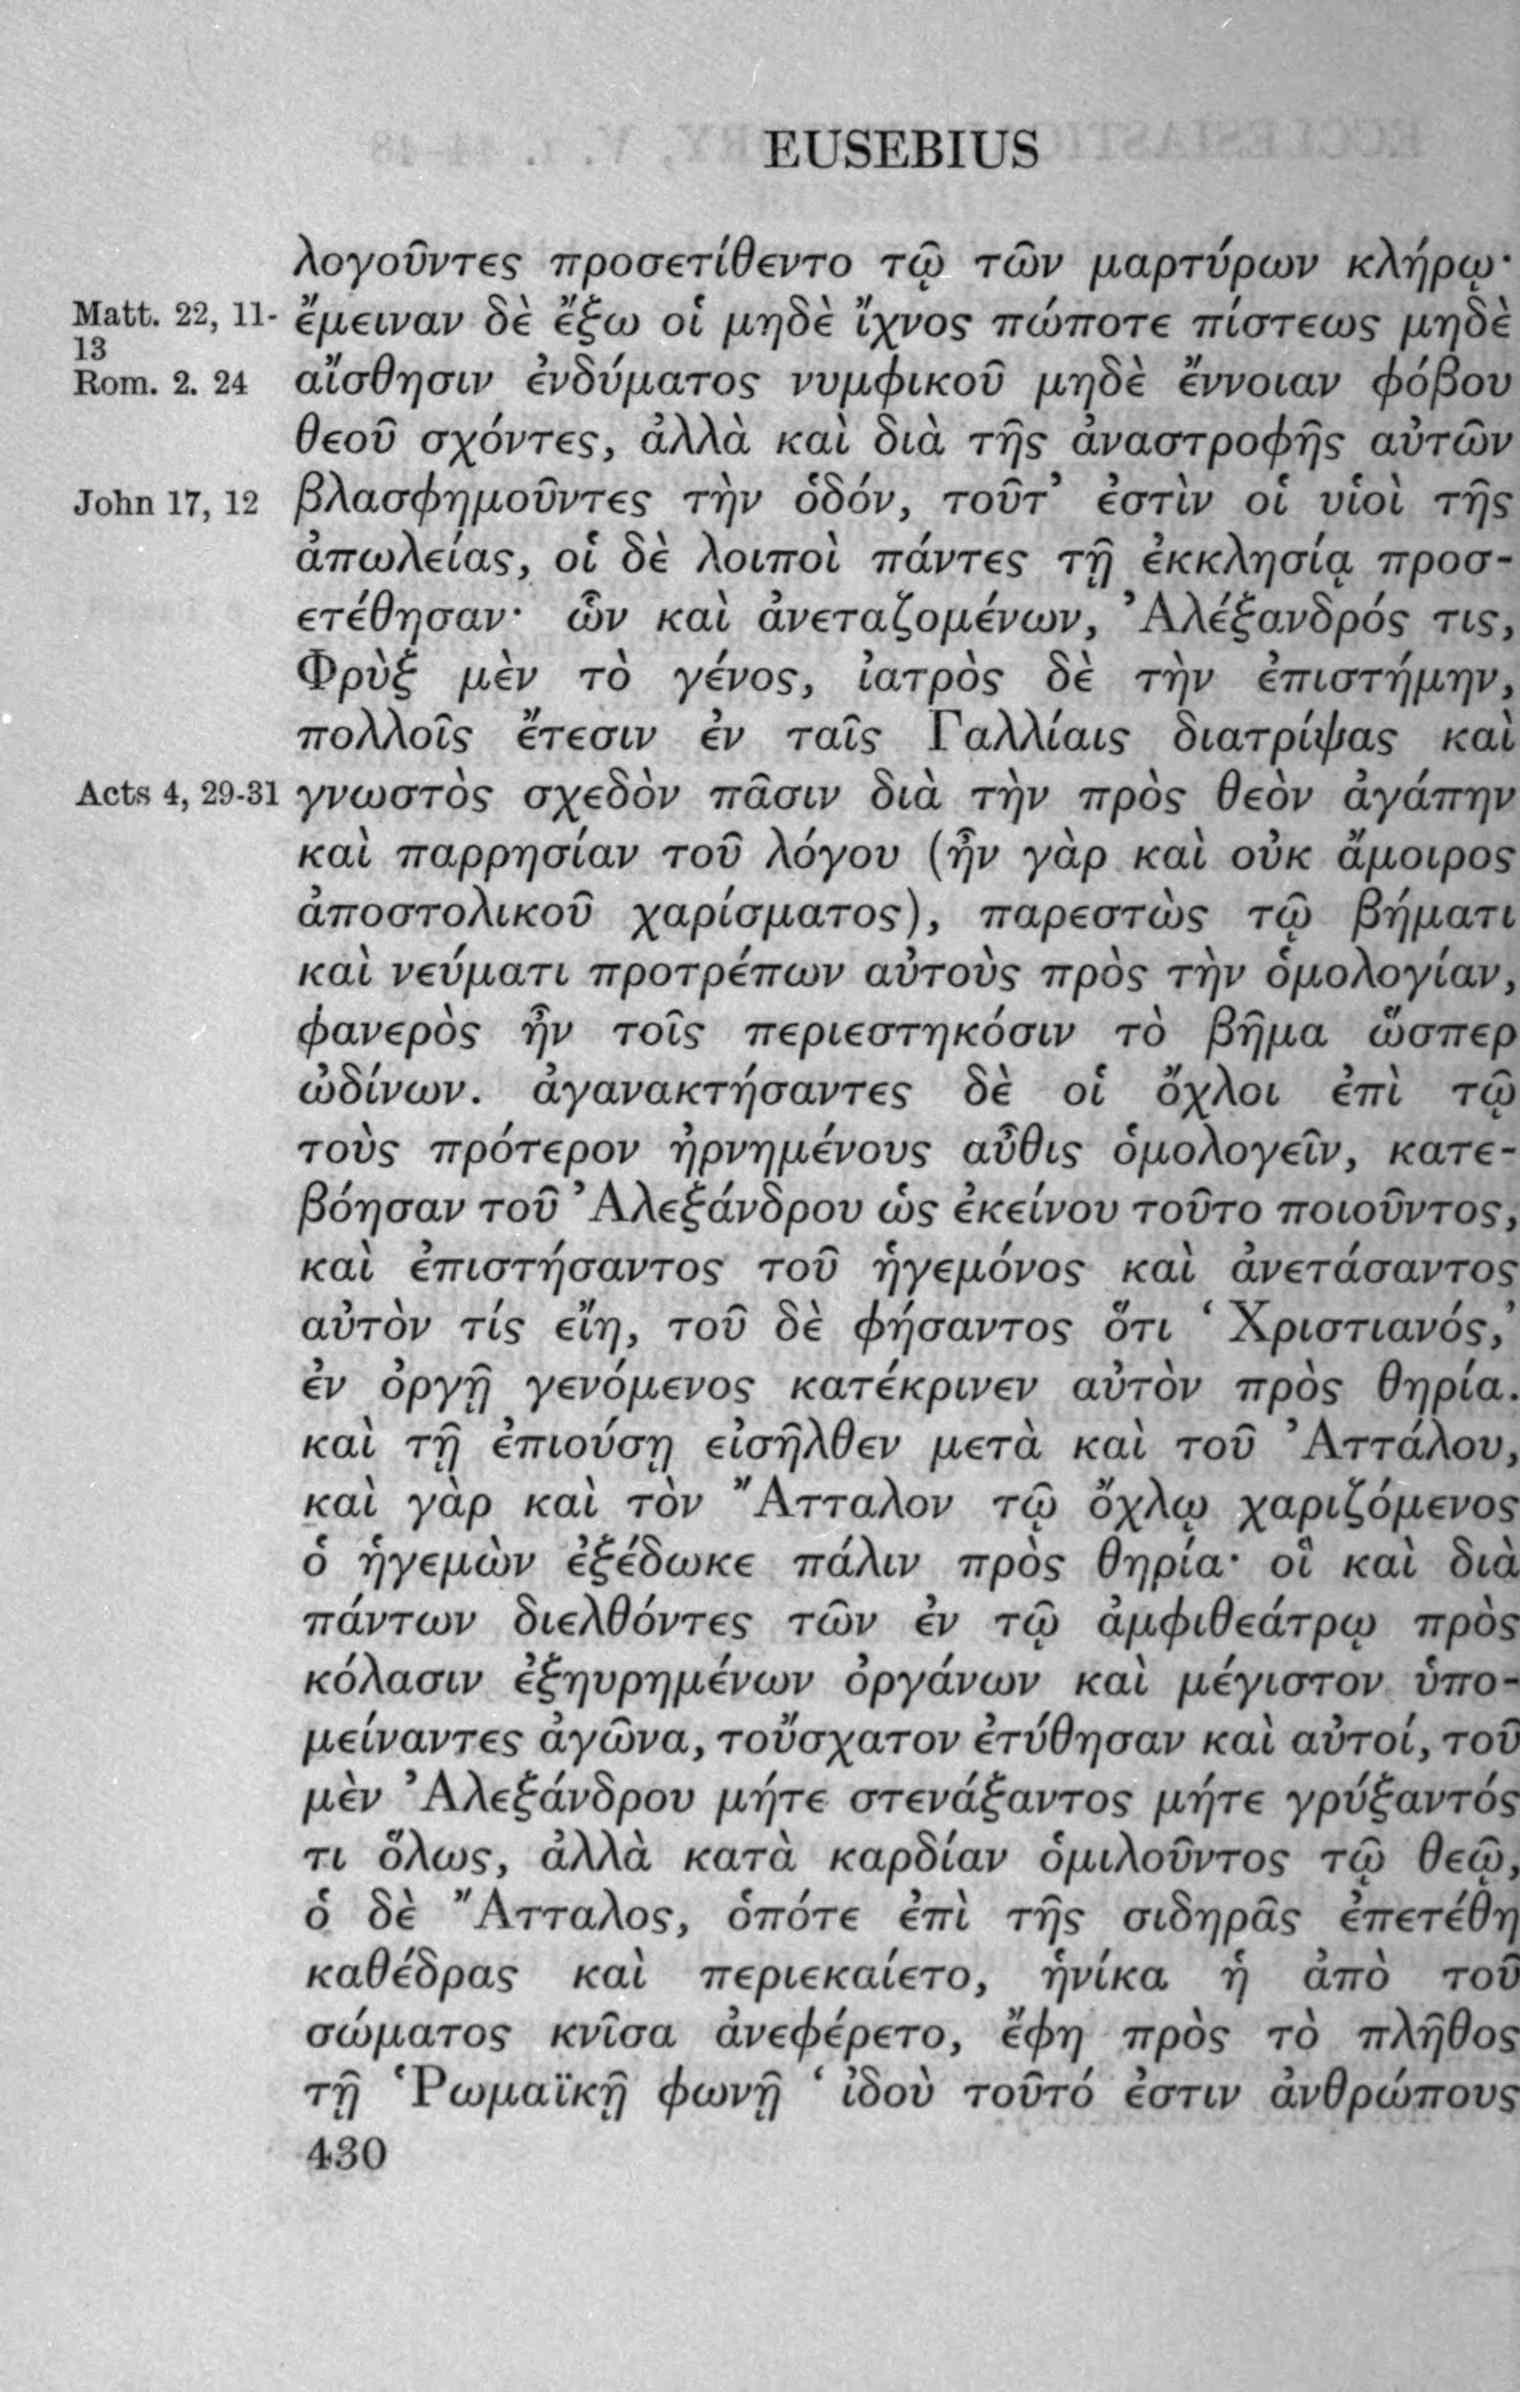 EUSEBIUS
λογοῦντες προσετίθεντο τῷ τῶν μαρτύρων κλήρῳ·
Matt. 22, 11-13 ἔμειναν δὲ ἔξω οἱ μηδὲ ἴχνος πώποτε πίστεως μηδὲ
Rom. 2. 24 αἴσθησιν ἐνδύματος νυμφικοῦ μηδὲ ἔννοιαν φόβου
θεοῦ σχόντες, ἀλλὰ καὶ διὰ τῆς ἀναστροφῆς αὐτῶν
John 17, 12 βλασφημοῦντες τὴν ὁδόν, τοῦτ’ ἐστὶν οἱ υἱοὶ τῆς
ἀπωλείας, οἱ δὲ λοιποὶ πάντες τῇ ἐκκλησίᾳ προσ-
ετέθησαν· ὧν καὶ ἀνεταζομένων, Ἀλέξανδρός τις,
Φρὺξ μὲν τὸ γένος, ἰατρὸς δὲ τὴν ἐπιστήμην,
πολλοῖς ἔτεσιν ἐν ταῖς Γαλλίαις διατρίψας καὶ
Acts 4, 29-31 γνωστὸς σχεδὸν πᾶσιν διὰ τὴν πρὸς θεὸν ἀγάπην
καὶ παρρησίαν τοῦ λόγου (ἦν γὰρ καὶ οὐκ ἄμοιρος
ἀποστολικοῦ χαρίσματος), παρεστὼς τῷ βήματι
καὶ νεύματι προτρέπων αὐτοὺς πρὸς τὴν ὁμολογίαν,
φανερὸς ἦν τοῖς περιεστηκόσιν τὸ βῆμα ὥσπερ
ὠδίνων. ἀγανακτήσαντες δὲ οἱ ὄχλοι ἐπὶ τῷ
τοὺς πρότερον ἠρνημένους αὖθις ὁμολογεῖν, κατε-
βόησαν τοῦ Ἀλεξάνδρου ὡς ἐκείνου τοῦτο ποιοῦντος,
καὶ ἐπιστήσαντος τοῦ ἡγεμόνος καὶ ἀνετάσαντος
αὐτὸν τίς εἴη, τοῦ δὲ φήσαντος ὅτι ‘Χριστιανός,’
ἐν ὀργῇ γενόμενος κατέκρινεν αὐτὸν πρὸς θηρία.
καὶ τῇ ἐπιούσῃ εἰσῆλθεν μετὰ καὶ τοῦ Ἀττάλου,
καὶ γὰρ καὶ τὸν Ἄτταλον τῷ ὄχλῳ χαριζόμενος
ὁ ἡγεμὼν ἐξέδωκε πάλιν πρὸς θηρία· οἳ καὶ διὰ
πάντων διελθόντες τῶν ἐν τῷ ἀμφιθεάτρῳ πρὸς
κόλασιν ἐξηυρημένων ὀργάνων καὶ μέγιστον ὑπο-
μείναντες ἀγῶνα, τοὔσχατον ἐτύθησαν καὶ αὐτοί, τοῦ
μὲν Ἀλεξάνδρου μήτε στενάξαντος μήτε γρύξαντός
τι ὅλως, ἀλλὰ κατὰ καρδίαν ὁμιλοῦντος τῷ θεῷ,
ὁ δὲ Ἄτταλος, ὁπότε ἐπὶ τῆς σιδηρᾶς ἐπετέθη
καθέδρας καὶ περιεκαίετο, ἡνίκα ἡ ἀπὸ τοῦ
σώματος κνῖσα ἀνεφέρετο, ἔφη πρὸς τὸ πλῆθος
τῇ Ῥωμαϊκῇ φωνῇ ‘ἰδοὺ τοῦτό ἐστιν ἀνθρώπους
430